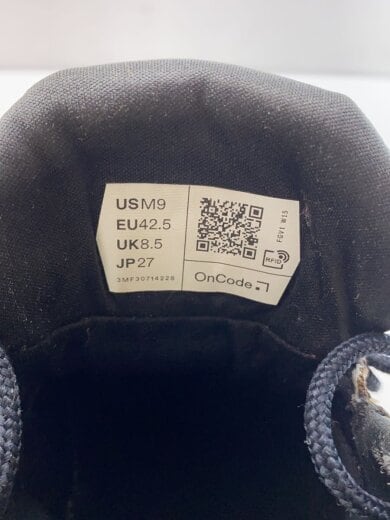 USM9
EU42.5
UK8.5
JP27
3MF30714228
OnCode
RFID